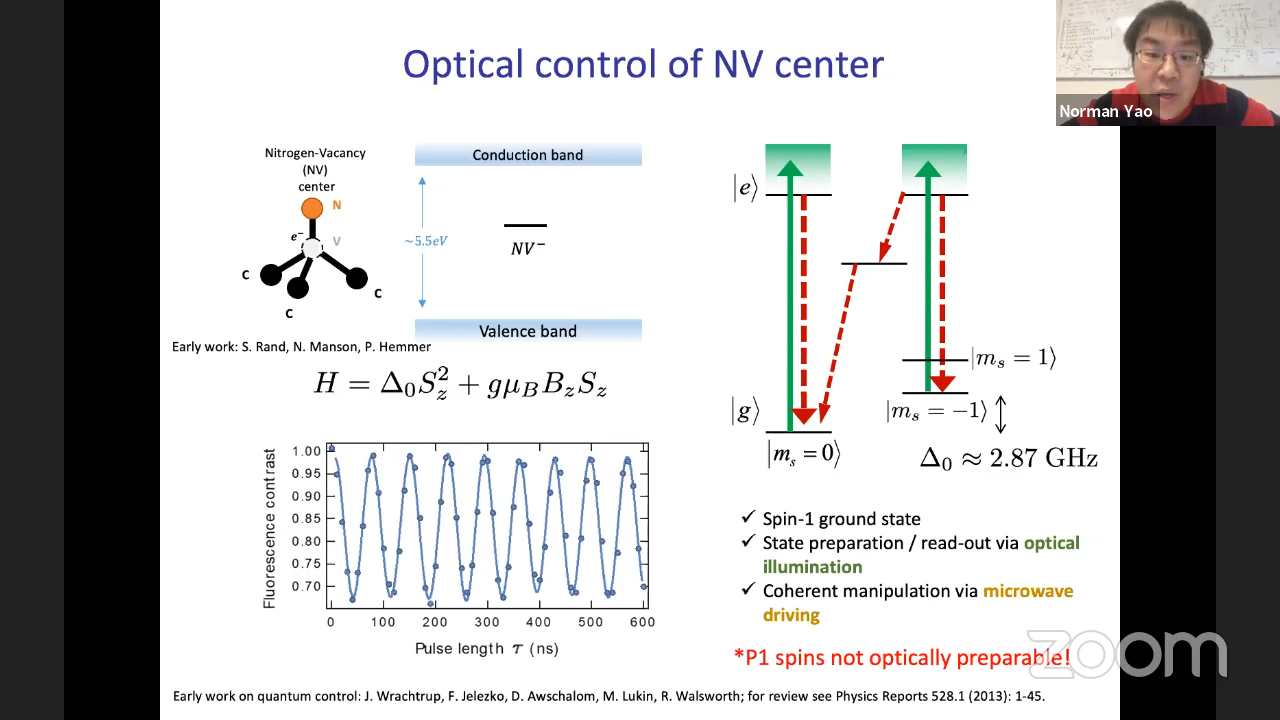 Optical control of NV center
Norman Yao
Nitrogen-Vacancy
(NV)
center
N
e⁻
V
C
C
C
Conduction band
~5.5eV
NV⁻
Valence band
Early work: S. Rand, N. Manson, P. Hemmer
H = Δ₀S_z² + gμ_B B_z S_z
Fluorescence contrast
1.00
0.95
0.90
0.85
0.80
0.75
0.70
0 100 200 300 400 500 600
Pulse length τ (ns)
|e⟩
|g⟩
|m_s = 0⟩
|m_s = 1⟩
|m_s = −1⟩
Δ₀ ≈ 2.87 GHz
✓ Spin-1 ground state
✓ State preparation / read-out via optical
illumination
✓ Coherent manipulation via microwave
driving
*P1 spins not optically preparable!
zoom
Early work on quantum control: J. Wrachtrup, F. Jelezko, D. Awschalom, M. Lukin, R. Walsworth; for review see Physics Reports 528.1 (2013): 1-45.